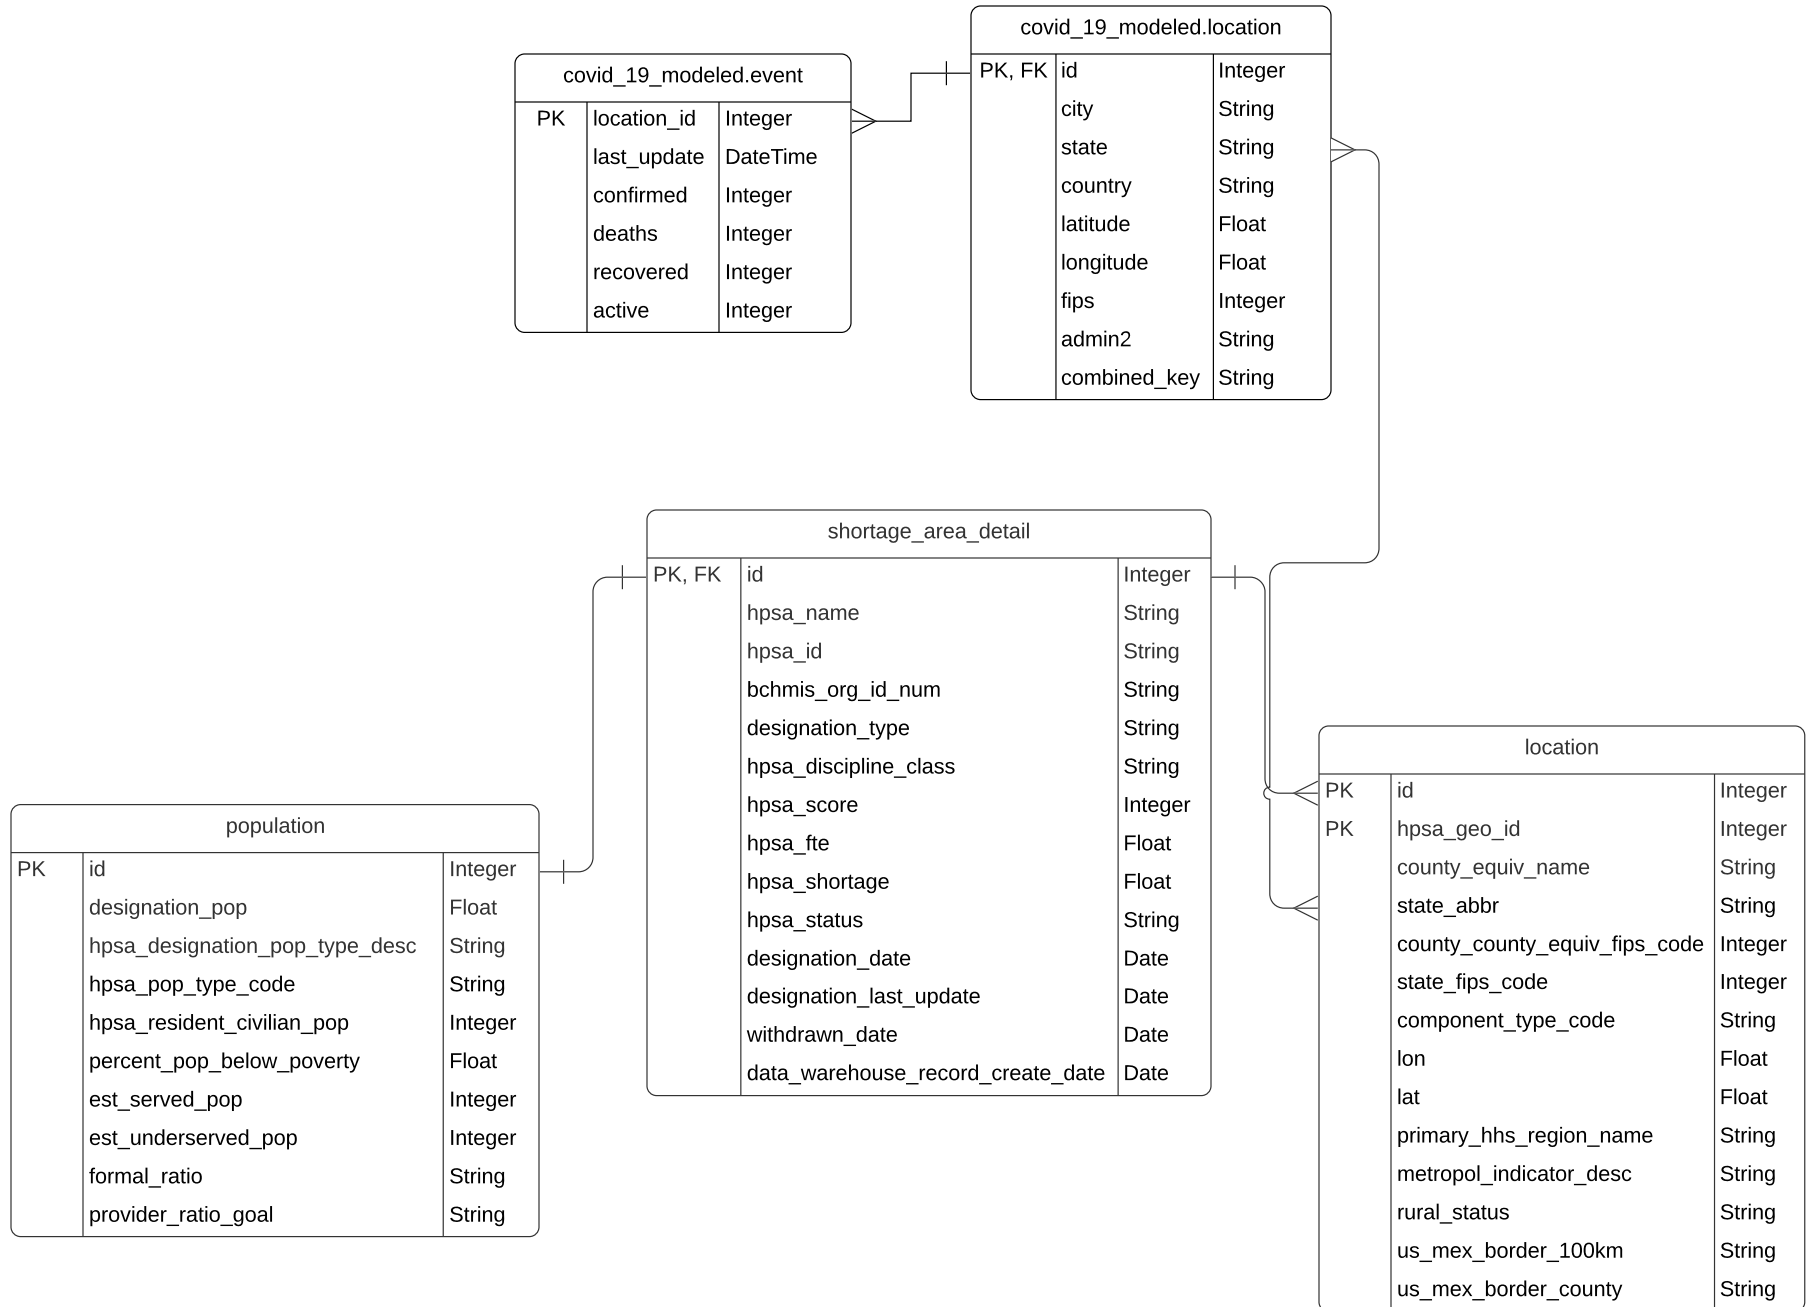 covid_19_modeled.location
PK, FK id Integer
city String
state String
country String
latitude Float
longitude Float
fips Integer
admin2 String
combined_key String
covid_19_modeled.event
PK location_id Integer
last_update DateTime
confirmed Integer
deaths Integer
recovered Integer
active Integer
shortage_area_detail
PK, FK id Integer
hpsa_name String
hpsa_id String
bchmis_org_id_num String
designation_type String
hpsa_discipline_class String
hpsa_score Integer
hpsa_fte Float
hpsa_shortage Float
hpsa_status String
designation_date Date
designation_last_update Date
withdrawn_date Date
data_warehouse_record_create_date Date
population
PK id Integer
designation_pop Float
hpsa_designation_pop_type_desc String
hpsa_pop_type_code String
hpsa_resident_civilian_pop Integer
percent_pop_below_poverty Float
est_served_pop Integer
est_underserved_pop Integer
formal_ratio String
provider_ratio_goal String
location
PK id Integer
PK hpsa_geo_id Integer
county_equiv_name String
state_abbr String
county_county_equiv_fips_code Integer
state_fips_code Integer
component_type_code String
lon Float
lat Float
primary_hhs_region_name String
metropol_indicator_desc String
rural_status String
us_mex_border_100km String
us_mex_border_county String